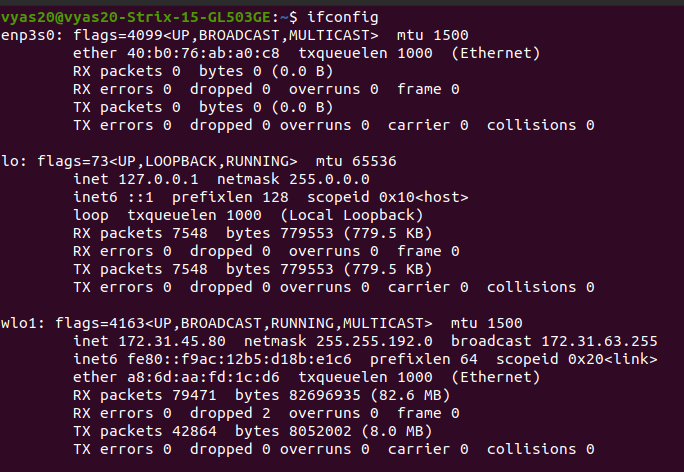 vyas20@vyas20-Strix-15-GL503GE:~$ ifconfig
enp3s0: flags=4099<UP,BROADCAST,MULTICAST>  mtu 1500
        ether 40:b0:76:ab:a0:c8  txqueuelen 1000  (Ethernet)
        RX packets 0  bytes 0 (0.0 B)
        RX errors 0  dropped 0  overruns 0  frame 0
        TX packets 0  bytes 0 (0.0 B)
        TX errors 0  dropped 0 overruns 0  carrier 0  collisions 0

lo: flags=73<UP,LOOPBACK,RUNNING>  mtu 65536
        inet 127.0.0.1  netmask 255.0.0.0
        inet6 ::1  prefixlen 128  scopeid 0x10<host>
        loop  txqueuelen 1000  (Local Loopback)
        RX packets 7548  bytes 779553 (779.5 KB)
        RX errors 0  dropped 0  overruns 0  frame 0
        TX packets 7548  bytes 779553 (779.5 KB)
        TX errors 0  dropped 0 overruns 0  carrier 0  collisions 0

wlo1: flags=4163<UP,BROADCAST,RUNNING,MULTICAST>  mtu 1500
        inet 172.31.45.80  netmask 255.255.192.0  broadcast 172.31.63.255
        inet6 fe80::f9ac:12b5:d18b:e1c6  prefixlen 64  scopeid 0x20<link>
        ether a8:6d:aa:fd:1c:d6  txqueuelen 1000  (Ethernet)
        RX packets 79471  bytes 82696935 (82.6 MB)
        RX errors 0  dropped 2  overruns 0  frame 0
        TX packets 42864  bytes 8052002 (8.0 MB)
        TX errors 0  dropped 0 overruns 0  carrier 0  collisions 0